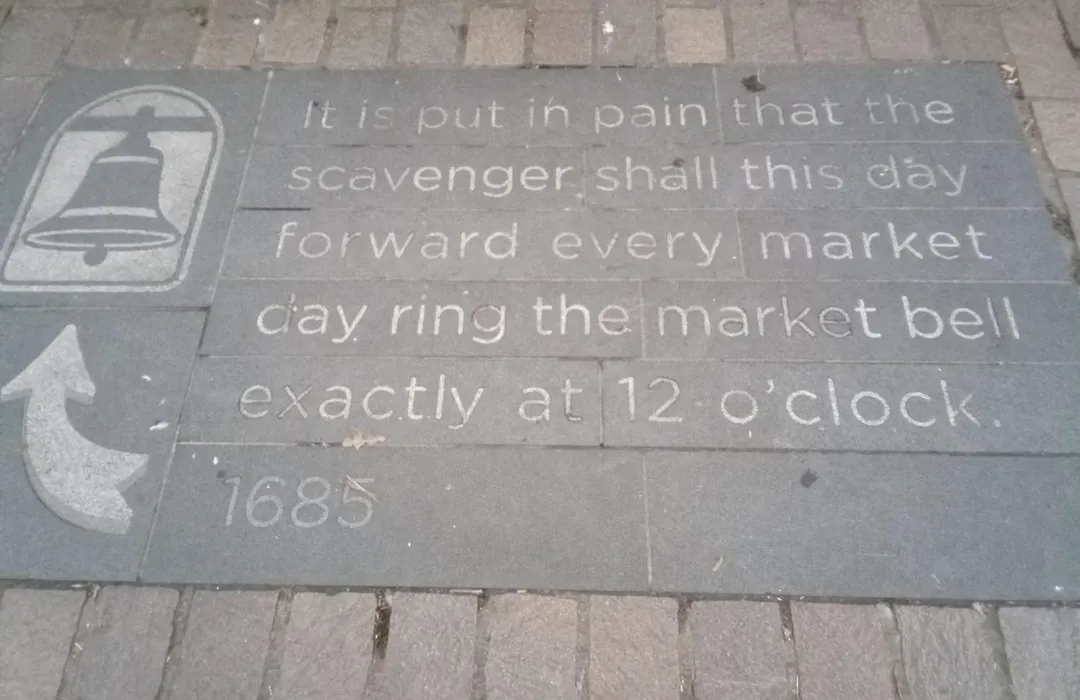 It is put in pain that the
scavenger shall this day
forward every market
day ring the market bell
exactly at 12 o'clock.
1685